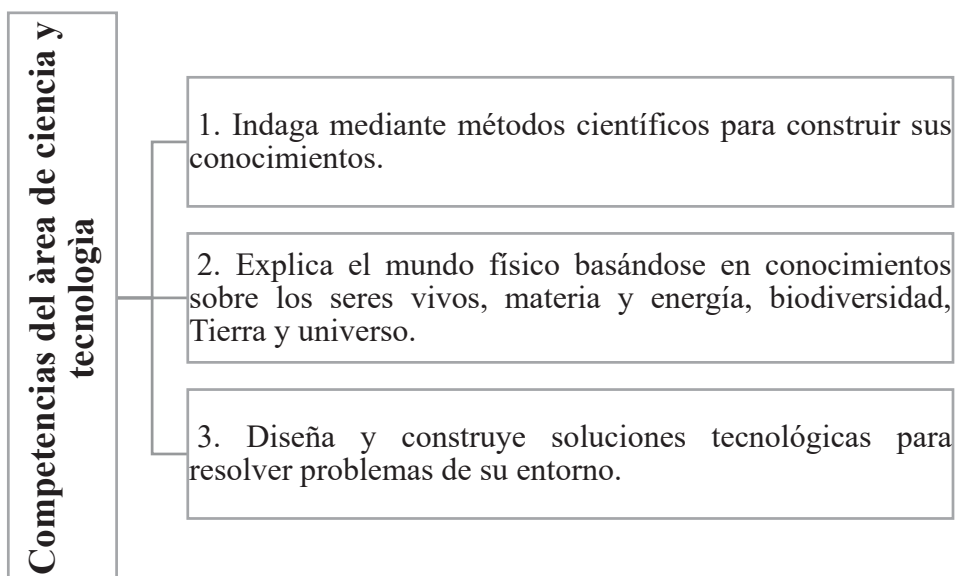 Competencias del àrea de ciencia y
tecnologìa
1. Indaga mediante métodos científicos para construir sus
conocimientos.
2. Explica el mundo físico basándose en conocimientos
sobre los seres vivos, materia y energía, biodiversidad,
Tierra y universo.
3. Diseña y construye soluciones tecnológicas para
resolver problemas de su entorno.